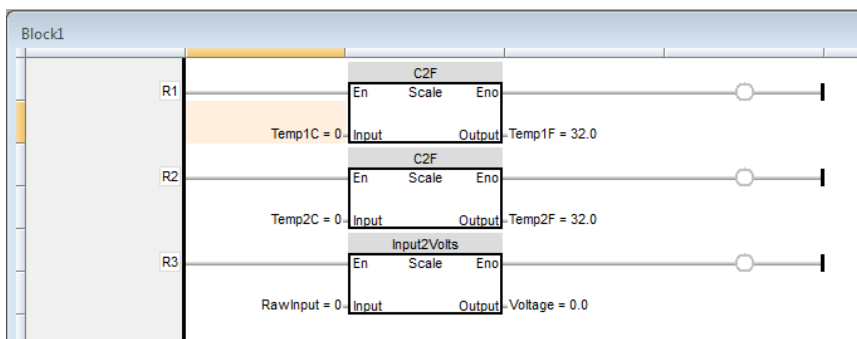 Block1
C2F
R1 En Scale Eno
Temp1C = 0 Input Output Temp1F = 32.0
C2F
R2 En Scale Eno
Temp2C = 0 Input Output Temp2F = 32.0
Input2Volts
R3 En Scale Eno
RawInput = 0 Input Output Voltage = 0.0